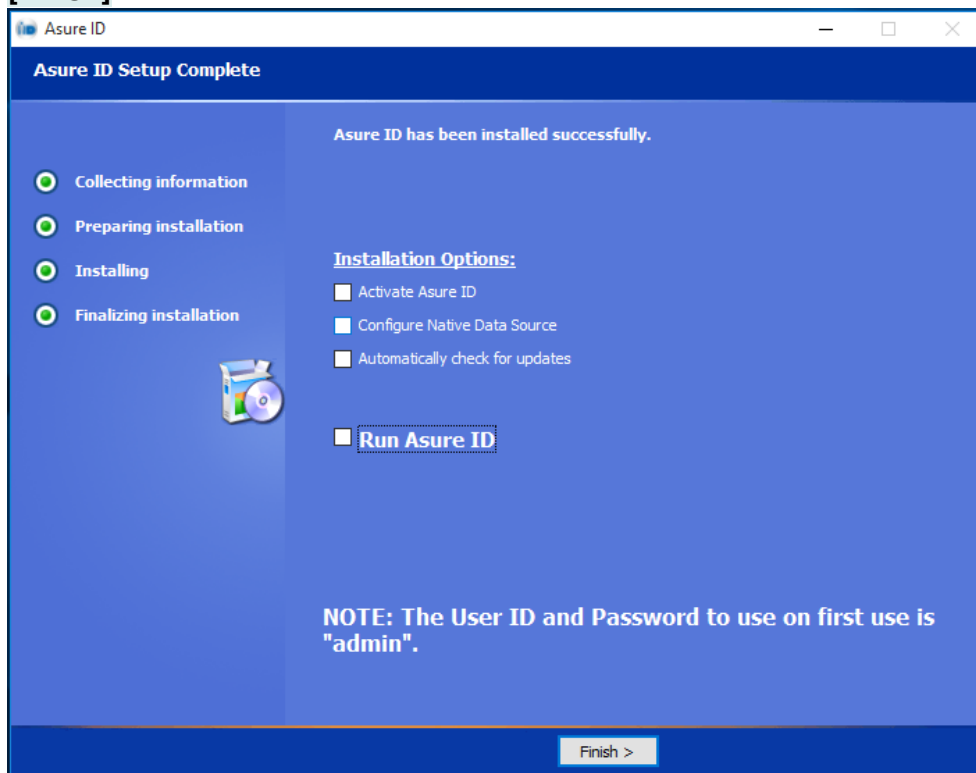 Asure ID
Asure ID Setup Complete
Asure ID has been installed successfully.
Collecting information
Preparing installation
Installing
Finalizing installation
Installation Options:
Activate Asure ID
Configure Native Data Source
Automatically check for updates
Run Asure ID
NOTE: The User ID and Password to use on first use is
"admin".
Finish >